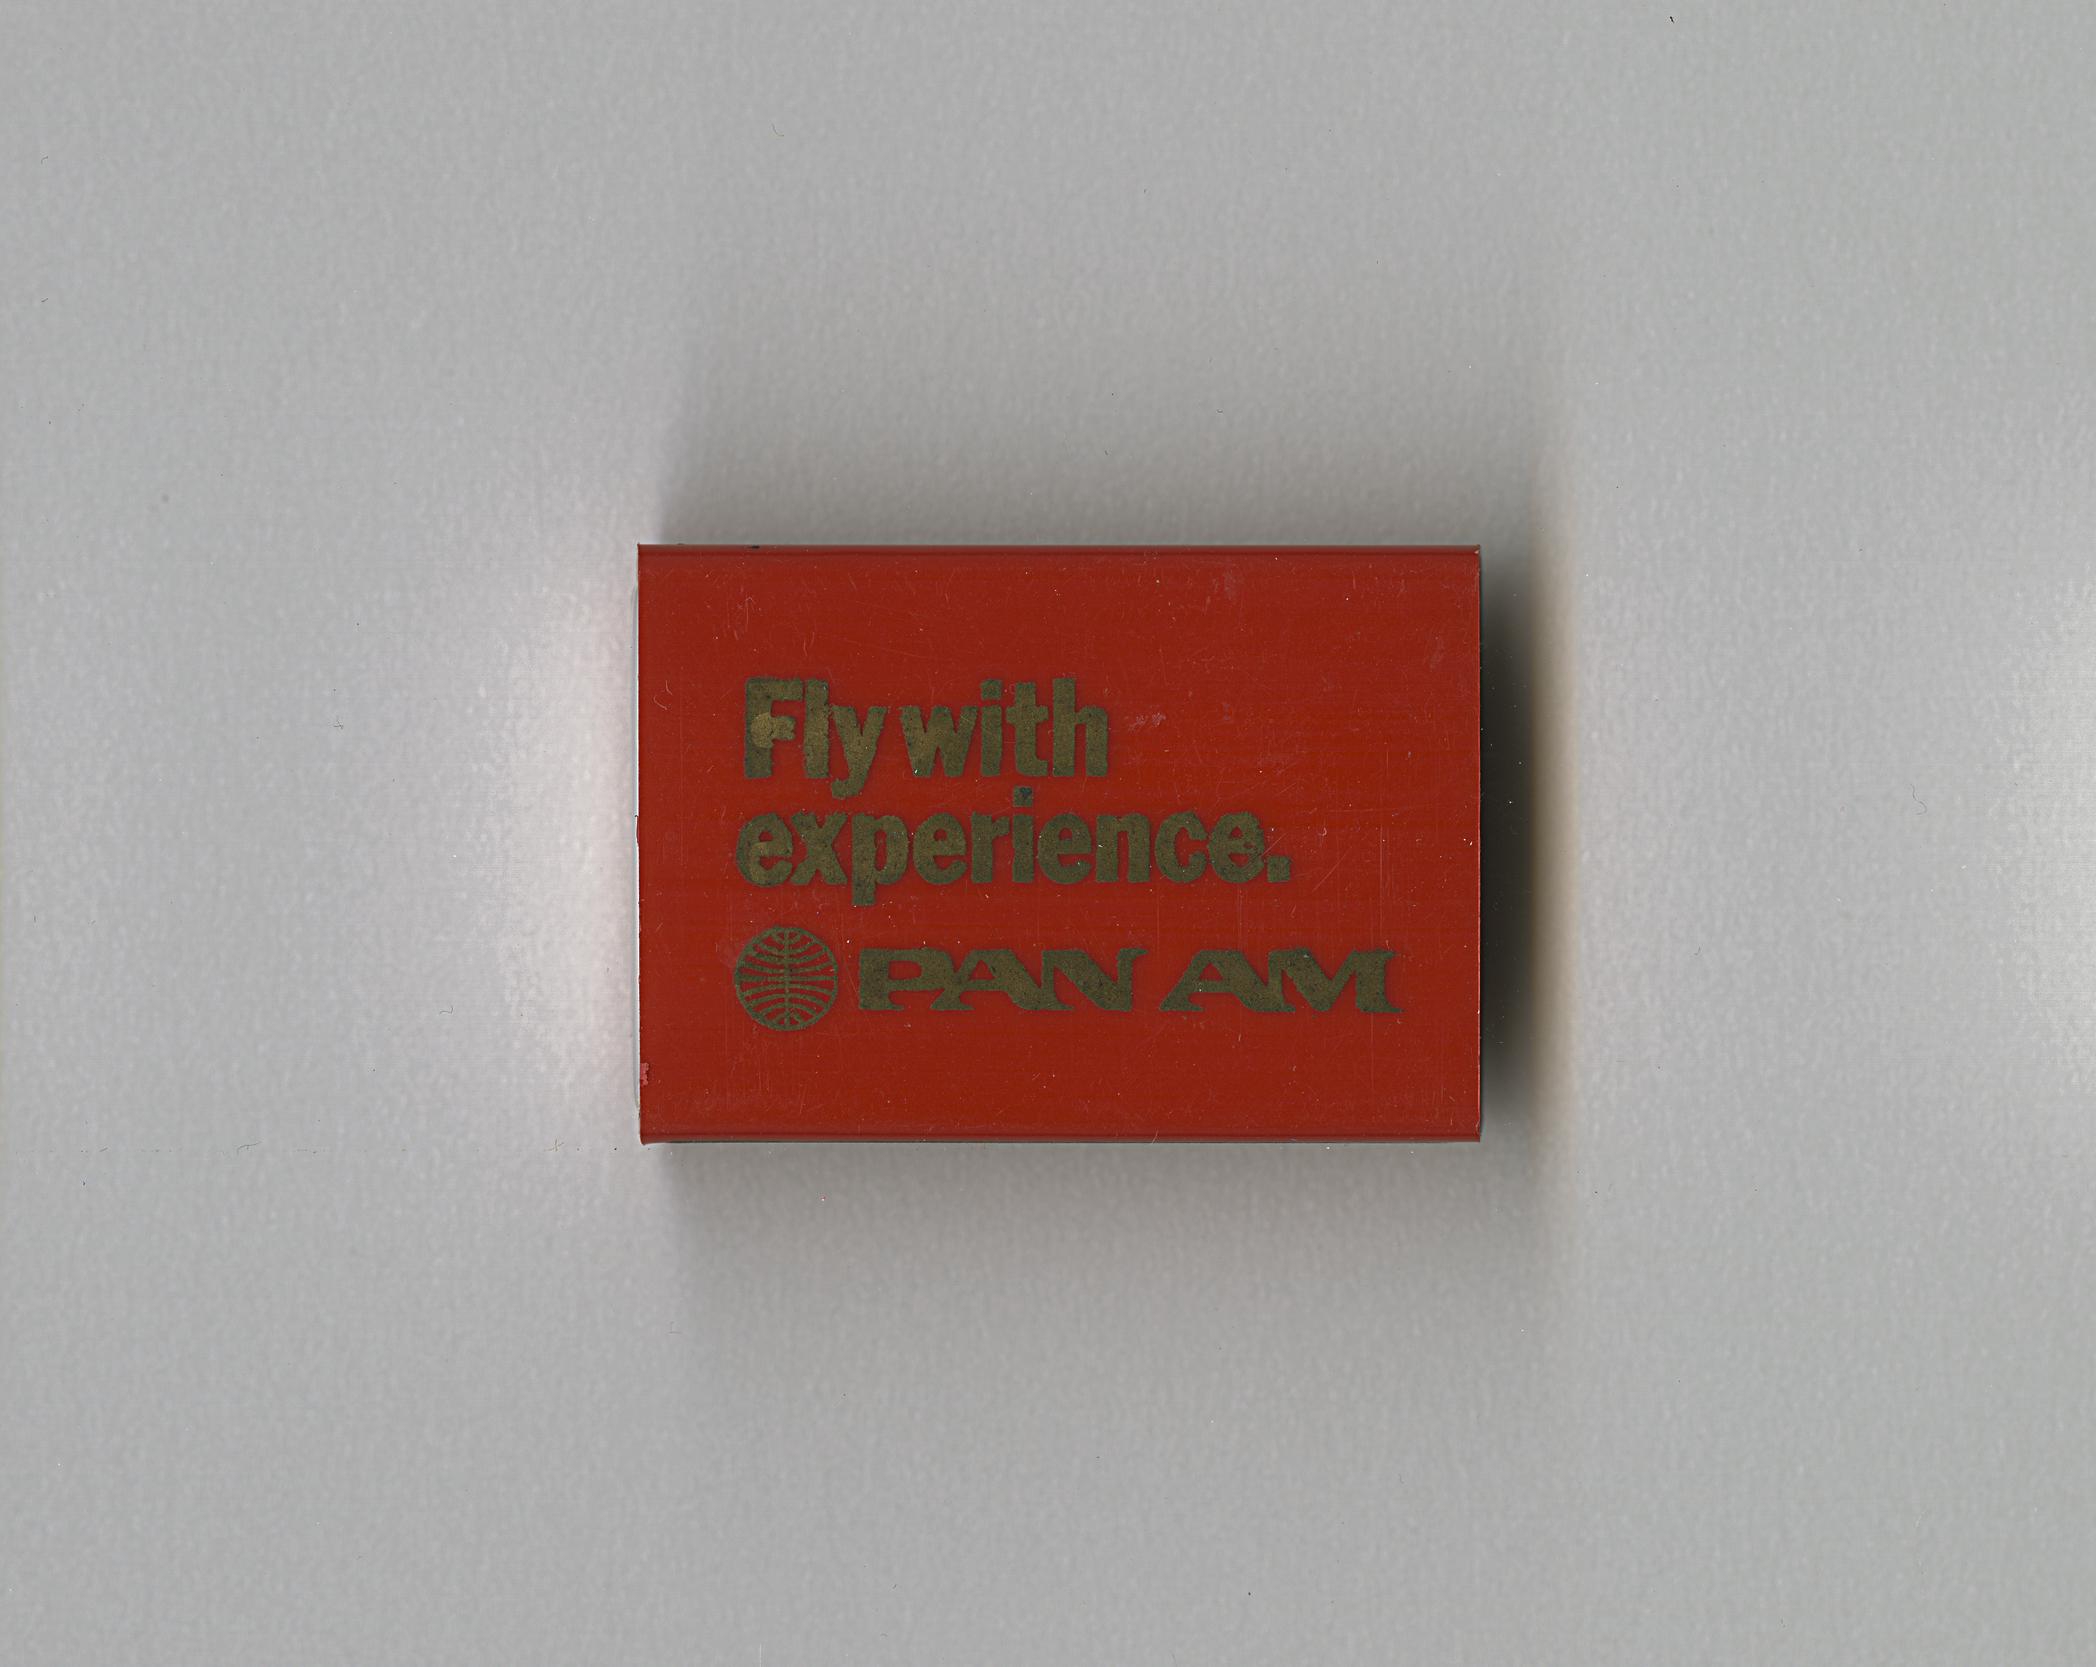 Fly with
experience.
PAN AM